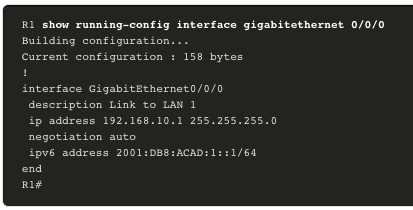 R1 show running-config interface gigabitethernet 0/0/0
Building configuration...
Current configuration : 158 bytes
!
interface GigabitEthernet0/0/0
 description Link to LAN 1
 ip address 192.168.10.1 255.255.255.0
 negotiation auto
 ipv6 address 2001:DB8:ACAD:1::1/64
end
R1#